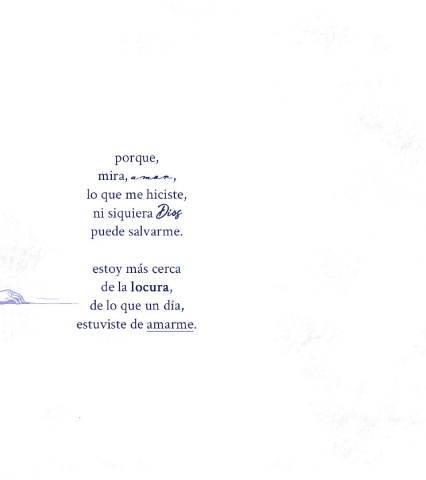 porque,
mira, amor,
lo que me hiciste,
ni siquiera Dios
puede salvarme.
estoy más cerca
de la locura,
de lo que un día,
estuviste de amarme.